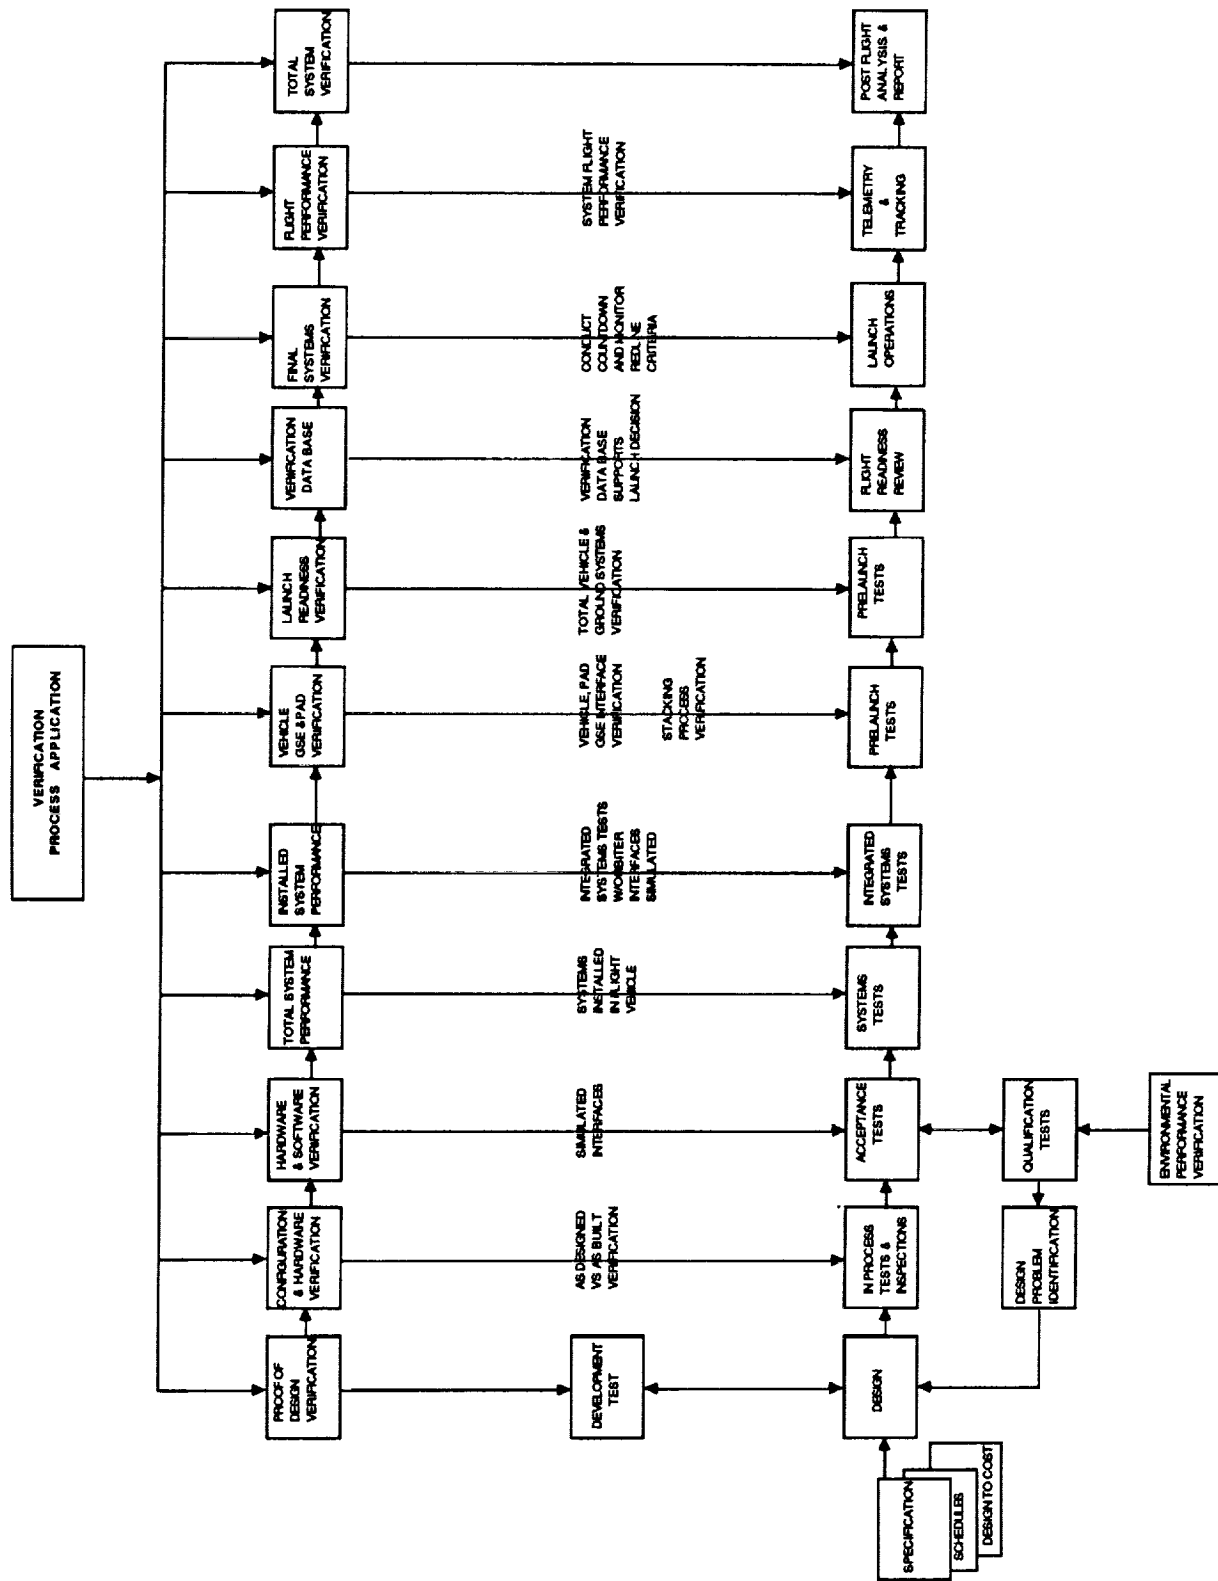 VERIFICATION
PROCESS APPLICATION
PROOF OF
DESIGN
VERIFICATION
CONFIGURATION
& HARDWARE
VERIFICATION
HARDWARE
& SOFTWARE
VERIFICATION
TOTAL SYSTEM
PERFORMANCE
INSTALLED
SYSTEM
PERFORMANCE
VEHICLE
GSE & PAD
VERIFICATION
LAUNCH
READINESS
VERIFICATION
VERIFICATION
DATA BASE
FINAL
SYSTEMS
VERIFICATION
FLIGHT
PERFORMANCE
VERIFICATION
TOTAL
SYSTEM
VERIFICATION
DEVELOPMENT
TEST
AS DESIGNED
VS AS BUILT
VERIFICATION
SIMULATED
INTERFACES
SYSTEMS
INSTALLED
IN FLIGHT
VEHICLE
INTEGRATED
SYSTEMS TESTS
W/ORBITER
INTERFACES
SIMULATED
VEHICLE, PAD
GSE INTERFACE
VERIFICATION
STACKING
PROCESS
VERIFICATION
TOTAL VEHICLE &
GROUND SYSTEMS
VERIFICATION
VERIFICATION
DATA BASE
SUPPORTS
LAUNCH DECISION
CONDUCT
COUNTDOWN
AND MONITOR
REDLINE
CRITERIA
SYSTEM FLIGHT
PERFORMANCE
VERIFICATION
SPECIFICATION
SCHEDULES
DESIGN TO COST
DESIGN
IN PROCESS
TESTS &
INSPECTIONS
ACCEPTANCE
TESTS
SYSTEMS
TESTS
INTEGRATED
SYSTEMS
TESTS
PRELAUNCH
TESTS
PRELAUNCH
TESTS
FLIGHT
READINESS
REVIEW
LAUNCH
OPERATIONS
TELEMETRY
&
TRACKING
POST FLIGHT
ANALYSIS &
REPORT
DESIGN
PROBLEM
IDENTIFICATION
QUALIFICATION
TESTS
ENVIRONMENTAL
PERFORMANCE
VERIFICATION